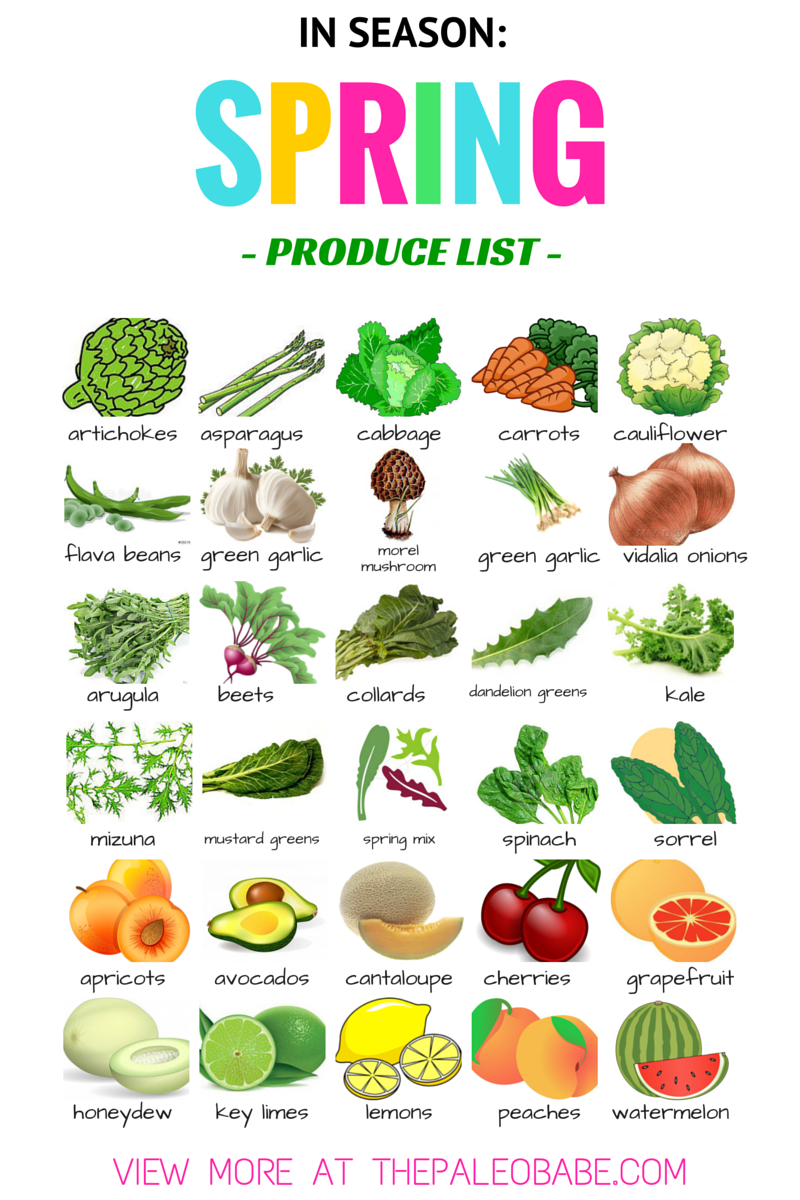 IN SEASON:
SPRING
- PRODUCE LIST -
artichokes
asparagus
cabbage
carrots
cauliflower
flava beans
green garlic
morel
mushroom
green garlic
vidalia onions
arugula
beets
collards
dandelion greens
kale
mizuna
mustard greens
spring mix
spinach
sorrel
apricots
avocados
cantaloupe
cherries
grapefruit
honeydew
key limes
lemons
peaches
watermelon
VIEW MORE AT THEPALEOBABE.COM